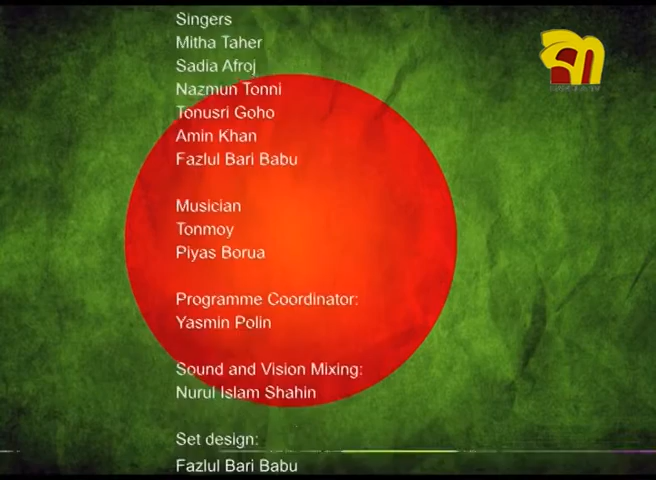 Singers
Mitha Taher
Sadia Afroj
Nazmun Tonni
Tonusri Goho
Amin Khan
Fazlul Bari Babu
Musician
Tonmoy
Piyas Borua
Programme Coordinator:
Yasmin Polin
Sound and Vision Mixing:
Nurul Islam Shahin
Set design:
Fazlul Bari Babu